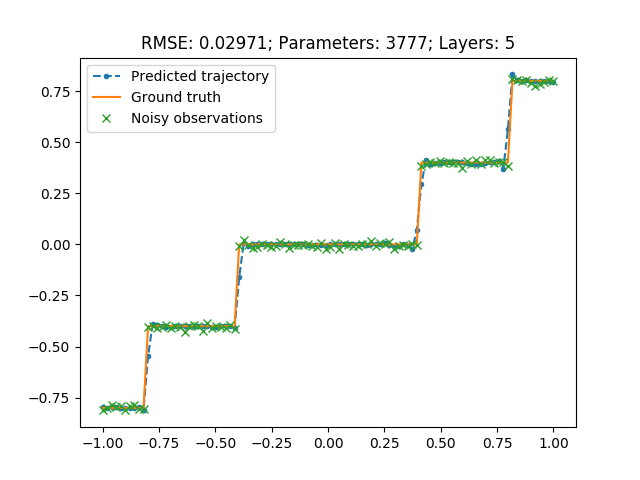 RMSE: 0.02971; Parameters: 3777; Layers: 5
Predicted trajectory
Ground truth
Noisy observations
0.75
0.50
0.25
0.00
−0.25
−0.50
−0.75
−1.00 −0.75 −0.50 −0.25 0.00 0.25 0.50 0.75 1.00